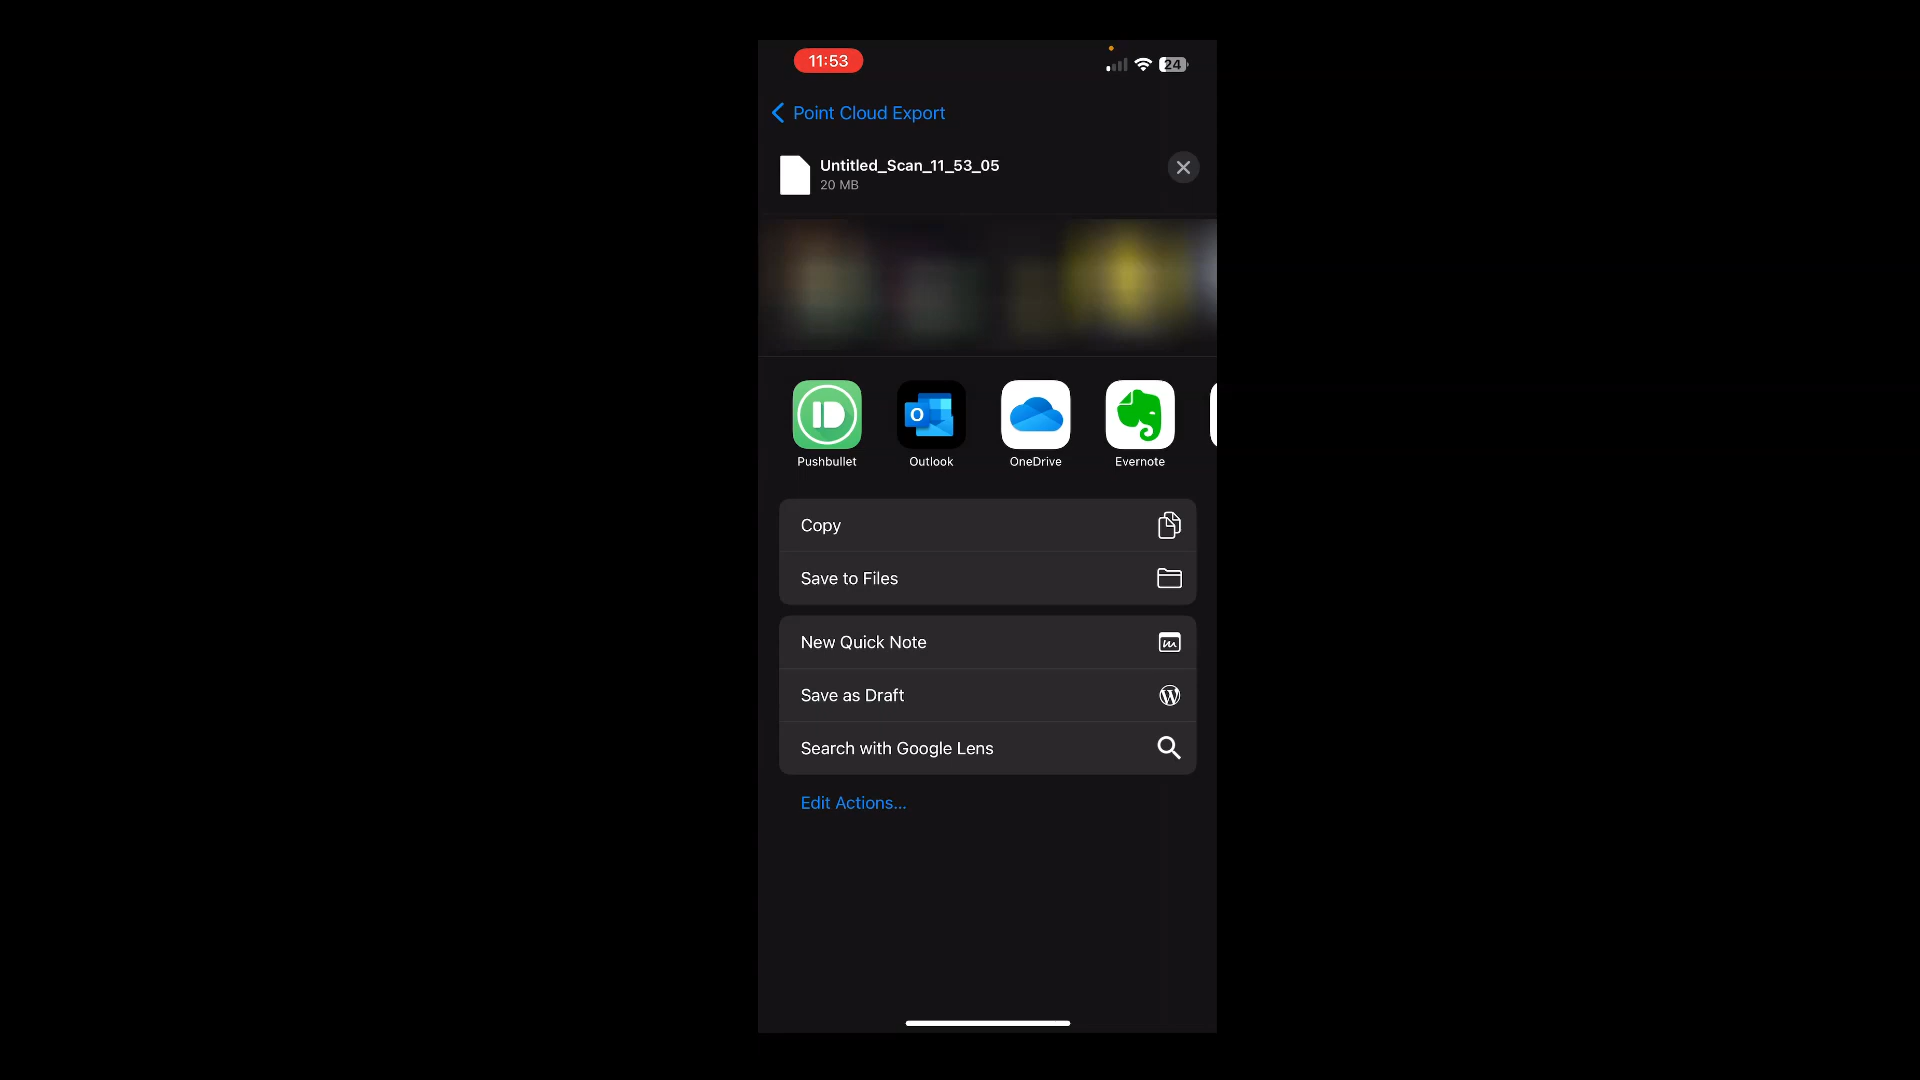 11:53
24
Point Cloud Export
Untitled_Scan_11_53_05
20 MB
Pushbullet
Outlook
OneDrive
Evernote
Copy
Save to Files
New Quick Note
Save as Draft
Search with Google Lens
Edit Actions...